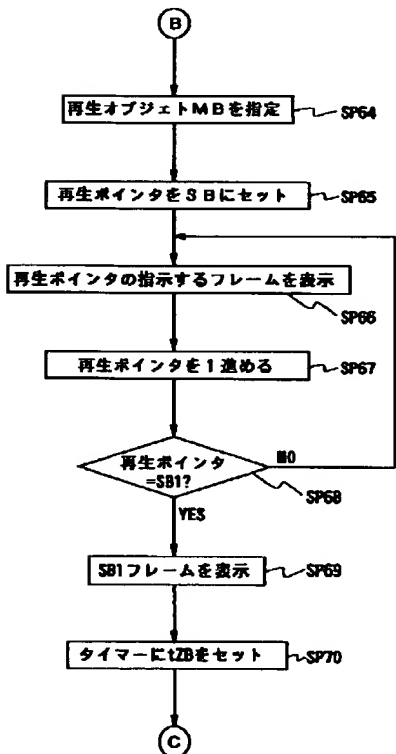 B
再生オブジェトMBを指定
SP64
再生ポインタをSBにセット
SP65
再生ポインタの指示するフレームを表示
SP66
再生ポインタを1進める
SP67
再生ポインタ
=SB1?
NO
SP68
YES
SB1フレームを表示
SP69
タイマーにtZBをセット
SP70
C